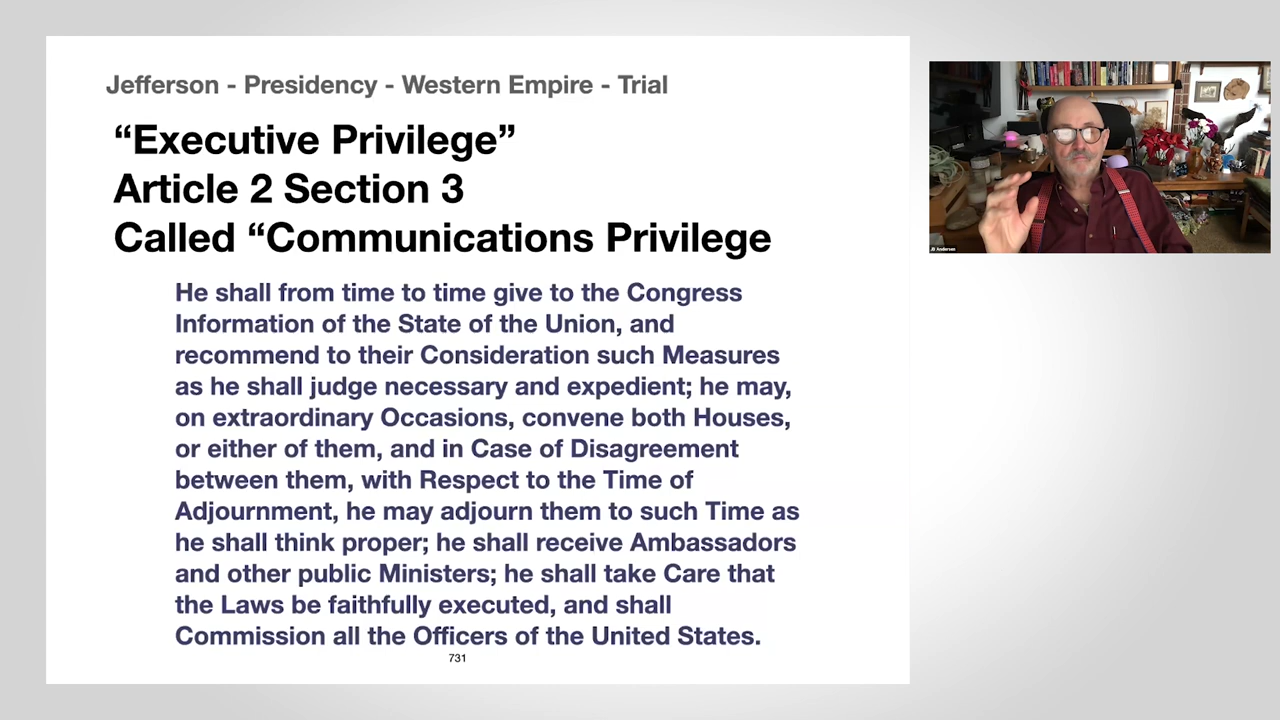 Jefferson - Presidency - Western Empire - Trial
“Executive Privilege”
Article 2 Section 3
Called “Communications Privilege
He shall from time to time give to the Congress
Information of the State of the Union, and
recommend to their Consideration such Measures
as he shall judge necessary and expedient; he may,
on extraordinary Occasions, convene both Houses,
or either of them, and in Case of Disagreement
between them, with Respect to the Time of
Adjournment, he may adjourn them to such Time as
he shall think proper; he shall receive Ambassadors
and other public Ministers; he shall take Care that
the Laws be faithfully executed, and shall
Commission all the Officers of the United States.
731